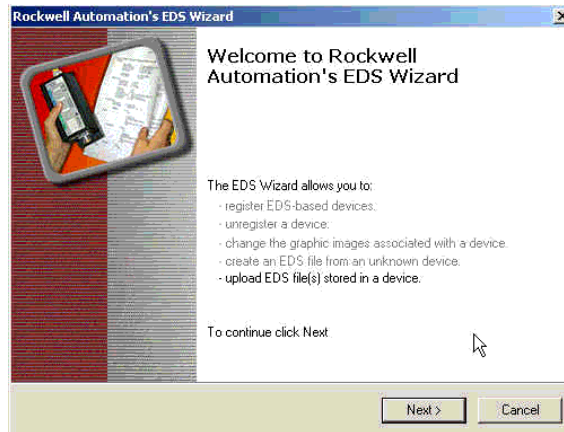 Rockwell Automation's EDS Wizard
Welcome to Rockwell
Automation's EDS Wizard
The EDS Wizard allows you to:
- register EDS-based devices.
- unregister a device.
- change the graphic images associated with a device.
- create an EDS file from an unknown device.
- upload EDS file(s) stored in a device.
To continue click Next
Next >
Cancel